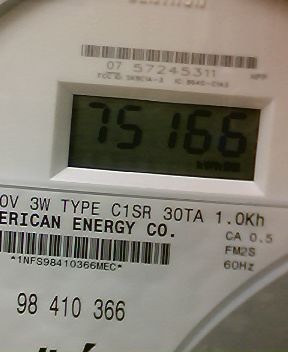 07 57245311
75166
0V 3W TYPE C1SR 30TA 1.0Kh
ERICAN ENERGY CO.
CA 0.5
FM2S
60Hz
*1NFS98410366MEC*
98 410 366